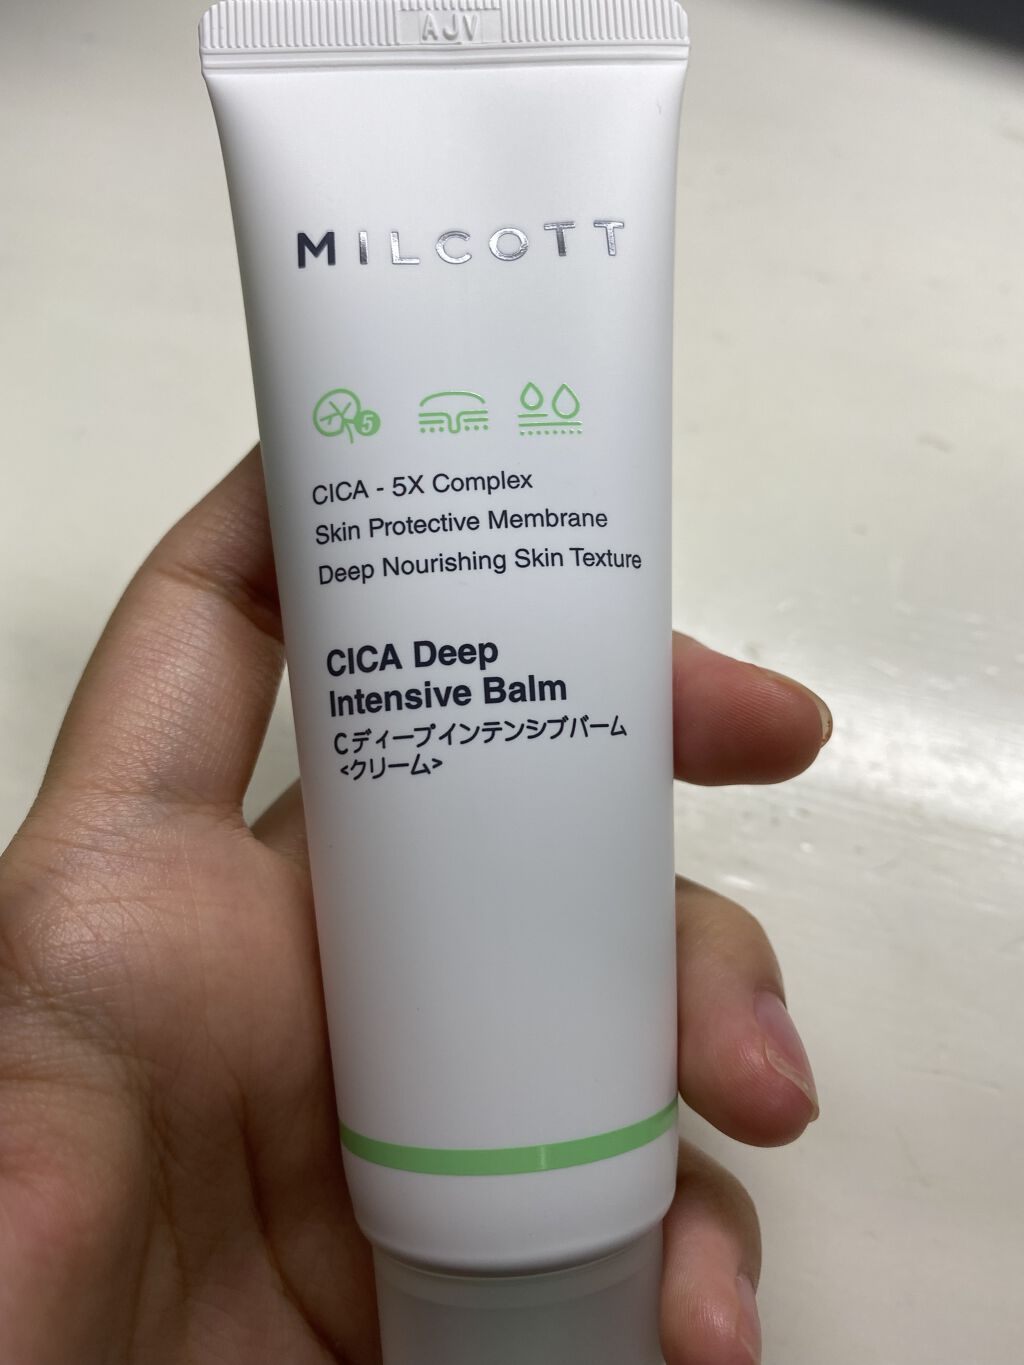 AJV
MILCOTT
5
CICA - 5X Complex
Skin Protective Membrane
Deep Nourishing Skin Texture
CICA Deep
Intensive Balm
Cディープインテンシブバーム
<クリーム>